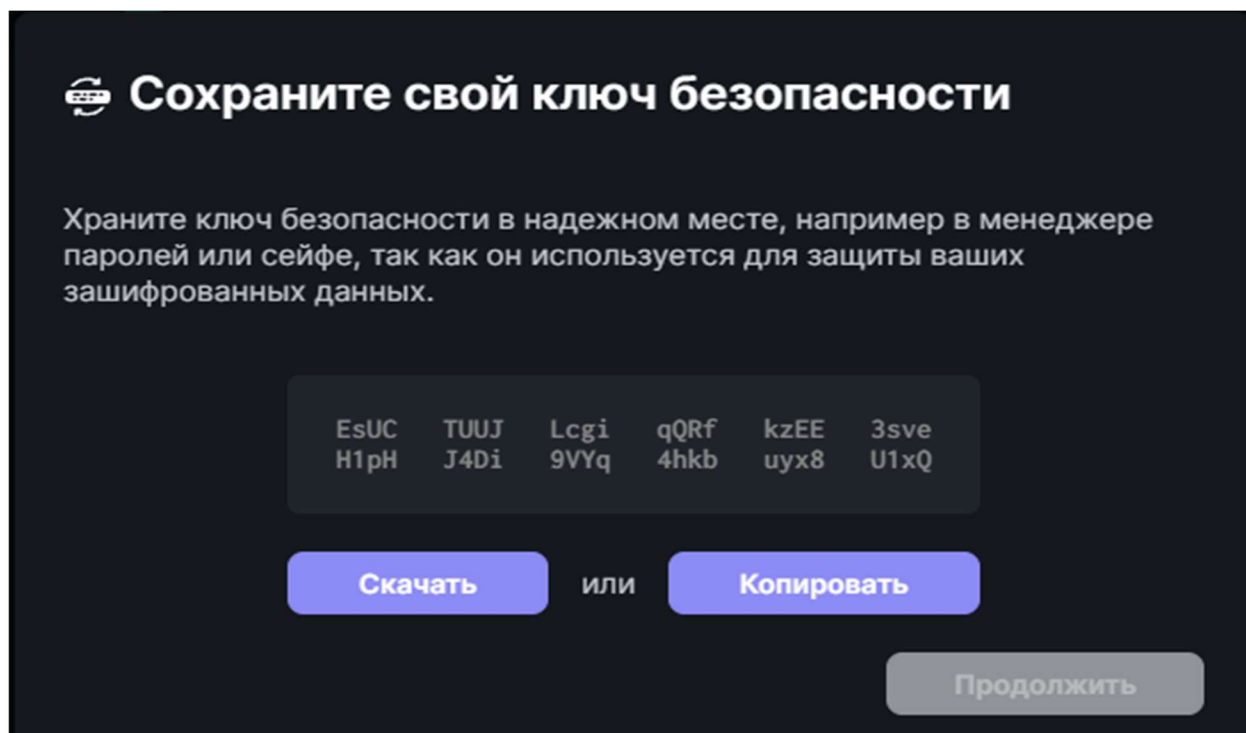 Сохраните свой ключ безопасности
Храните ключ безопасности в надежном месте, например в менеджере
паролей или сейфе, так как он используется для защиты ваших
зашифрованных данных.
EsUC TUUJ Lcgi qQRf kzEE 3sve
H1pH J4Di 9VYq 4hkb uyx8 U1xQ
Скачать или Копировать
Продолжить